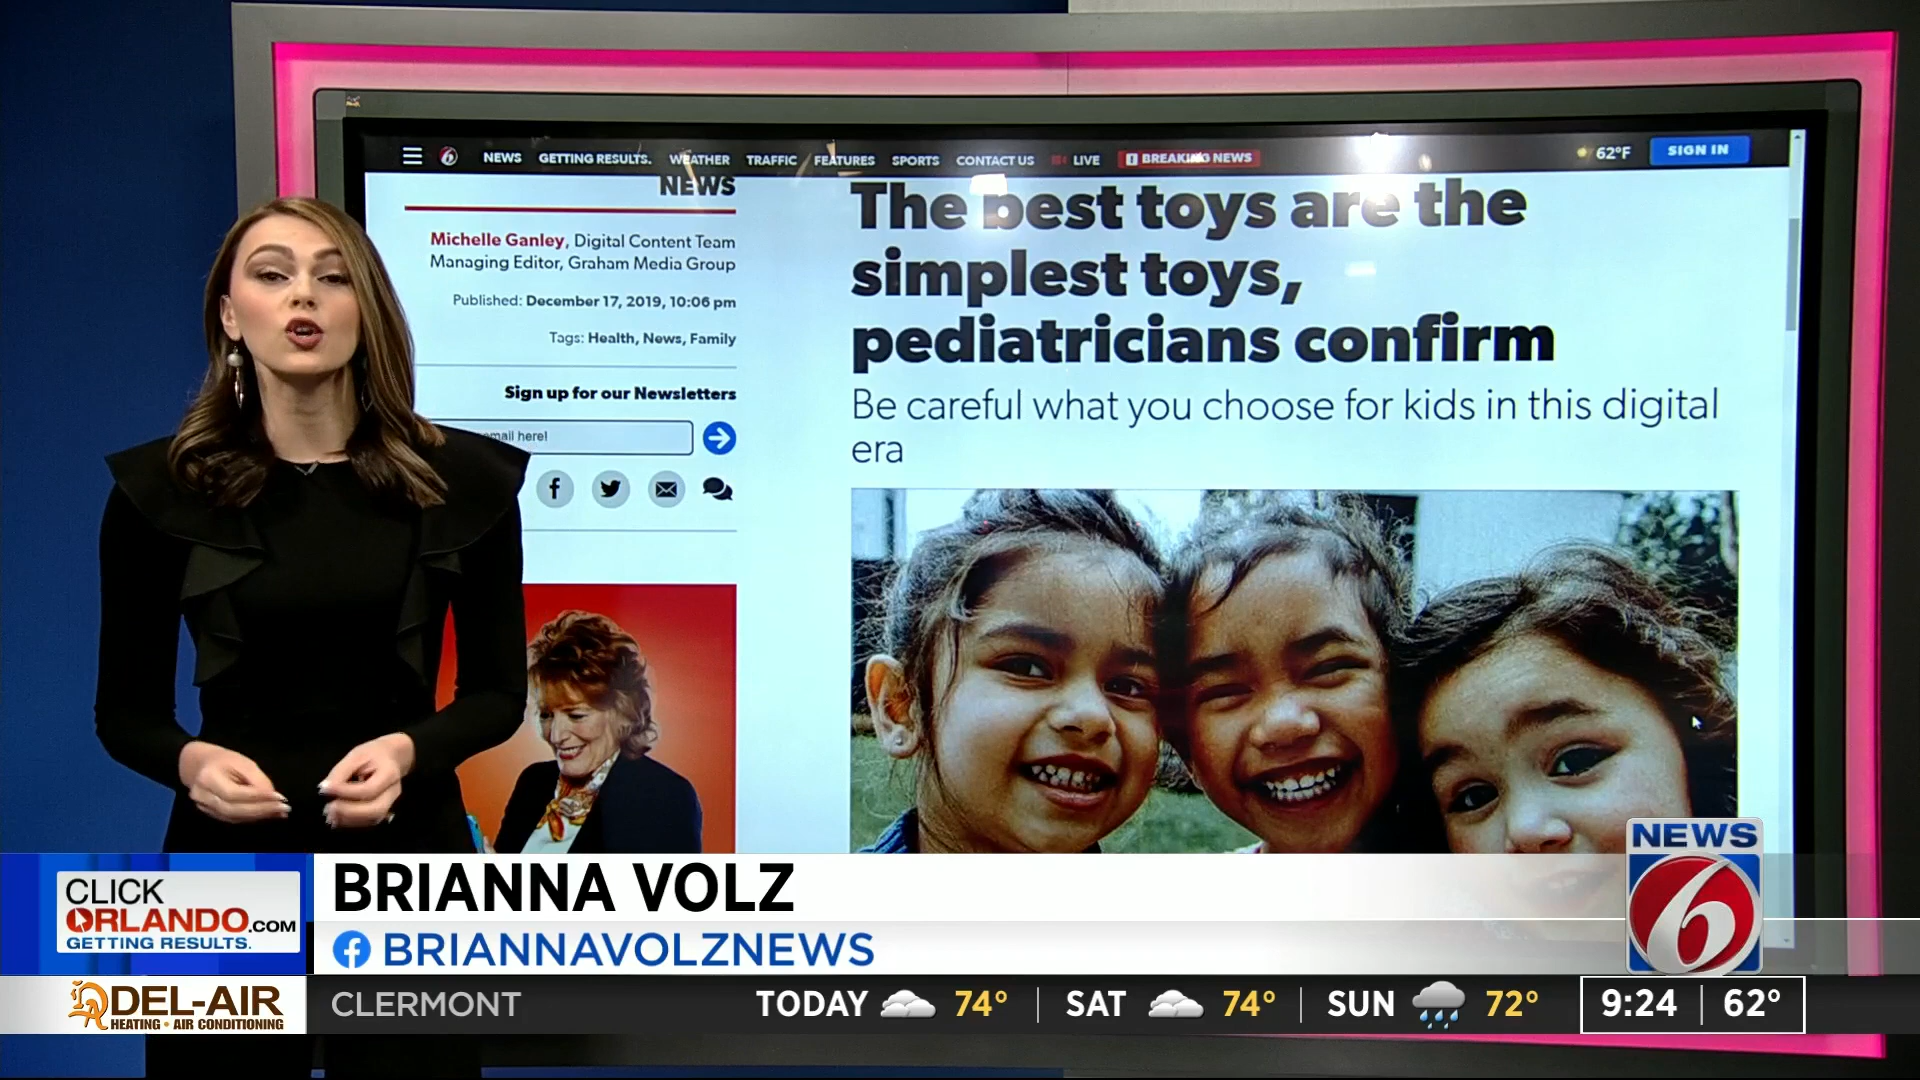 NEWS GETTING RESULTS. WEATHER TRAFFIC FEATURES SPORTS CONTACT US LIVE BREAKING NEWS 62°F SIGN IN
NEWS
Michelle Ganley, Digital Content Team
Managing Editor, Graham Media Group
Published: December 17, 2019, 10:06 pm
Tags: Health, News, Family
Sign up for our Newsletters
email here!
The best toys are the
simplest toys,
pediatricians confirm
Be careful what you choose for kids in this digital
era
NEWS
6
CLICK
ORLANDO.COM
GETTING RESULTS.
BRIANNA VOLZ
BRIANNAVOLZNEWS
DEL-AIR
HEATING • AIR CONDITIONING
CLERMONT TODAY 74° SAT 74° SUN 72° 9:24 62°